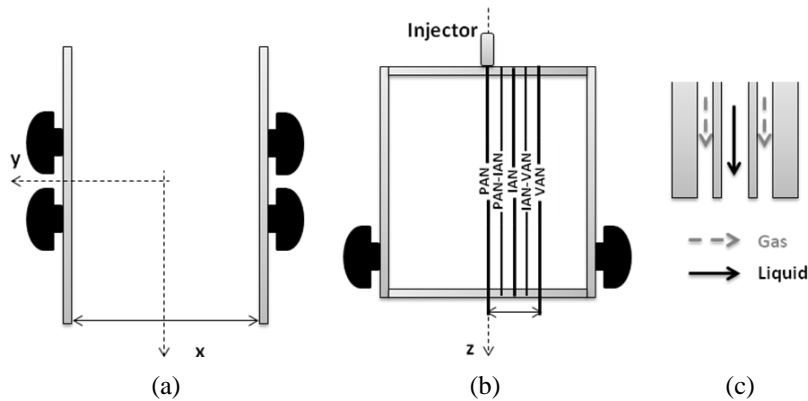 y
x
(a)
Injector
PAN
PAN-IAN
IAN
IAN-VAN
VAN
z
(b)
Gas
Liquid
(c)